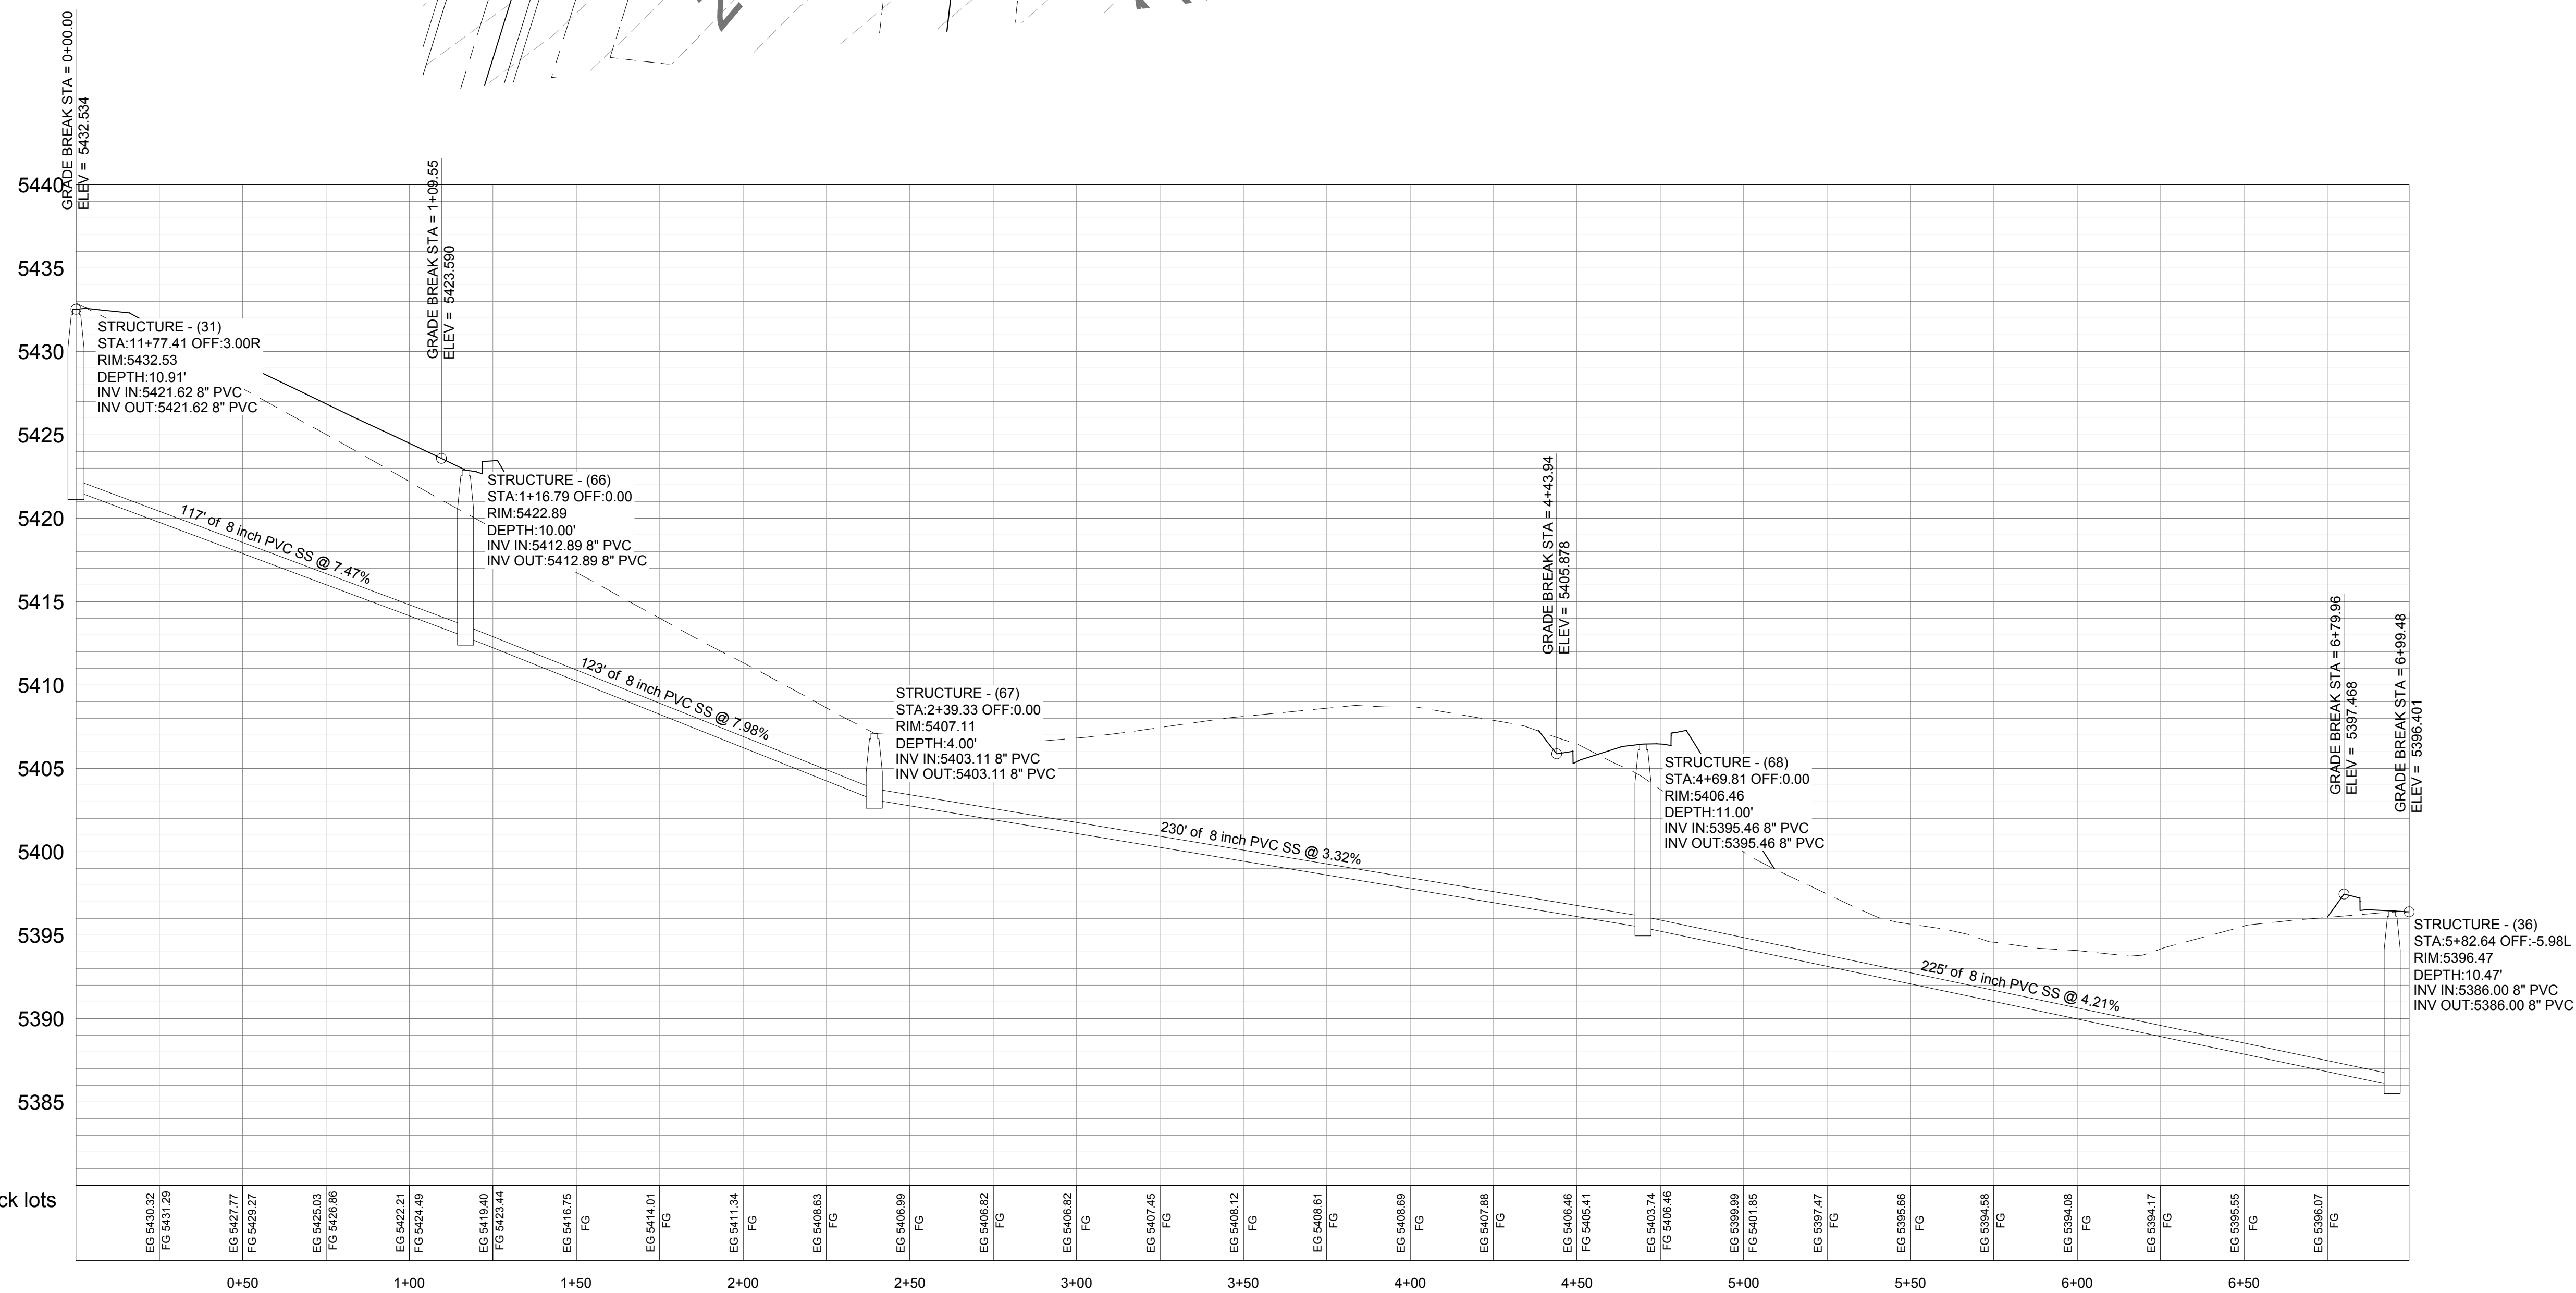 GRADE BREAK STA = 0+00.00
ELEV = 5432.534
GRADE BREAK STA = 1+09.55
ELEV = 5423.590
GRADE BREAK STA = 4+43.94
ELEV = 5405.878
GRADE BREAK STA = 6+79.96
ELEV = 5397.468
GRADE BREAK STA = 6+99.48
ELEV = 5396.401
5440
5435
5430
5425
5420
5415
5410
5405
5400
5395
5390
5385
STRUCTURE - (31)
STA:11+77.41 OFF:3.00R
RIM:5432.53
DEPTH:10.91'
INV IN:5421.62 8" PVC
INV OUT:5421.62 8" PVC
117' of 8 inch PVC SS @ 7.47%
STRUCTURE - (66)
STA:1+16.79 OFF:0.00
RIM:5422.89
DEPTH:10.00'
INV IN:5412.89 8" PVC
INV OUT:5412.89 8" PVC
123' of 8 inch PVC SS @ 7.98%
STRUCTURE - (67)
STA:2+39.33 OFF:0.00
RIM:5407.11
DEPTH:4.00'
INV IN:5403.11 8" PVC
INV OUT:5403.11 8" PVC
230' of 8 inch PVC SS @ 3.32%
STRUCTURE - (68)
STA:4+69.81 OFF:0.00
RIM:5406.46
DEPTH:11.00'
INV IN:5395.46 8" PVC
INV OUT:5395.46 8" PVC
225' of 8 inch PVC SS @ 4.21%
STRUCTURE - (36)
STA:5+82.64 OFF:-5.98L
RIM:5396.47
DEPTH:10.47'
INV IN:5386.00 8" PVC
INV OUT:5386.00 8" PVC
ck lots
EG 5430.32
FG 5431.29
EG 5427.77
FG 5429.27
EG 5425.03
FG 5426.86
EG 5422.21
FG 5424.49
EG 5419.40
FG 5423.44
EG 5416.75
FG
EG 5414.01
FG
EG 5411.34
FG
EG 5408.63
FG
EG 5406.99
FG
EG 5406.82
FG
EG 5406.82
FG
EG 5407.45
FG
EG 5408.12
FG
EG 5408.61
FG
EG 5408.69
FG
EG 5407.88
FG
EG 5406.46
FG 5405.41
EG 5403.74
FG 5406.46
EG 5399.99
FG 5401.85
EG 5397.47
FG
EG 5395.66
FG
EG 5394.58
FG
EG 5394.08
FG
EG 5394.17
FG
EG 5395.55
FG
EG 5396.07
FG
0+50
1+00
1+50
2+00
2+50
3+00
3+50
4+00
4+50
5+00
5+50
6+00
6+50